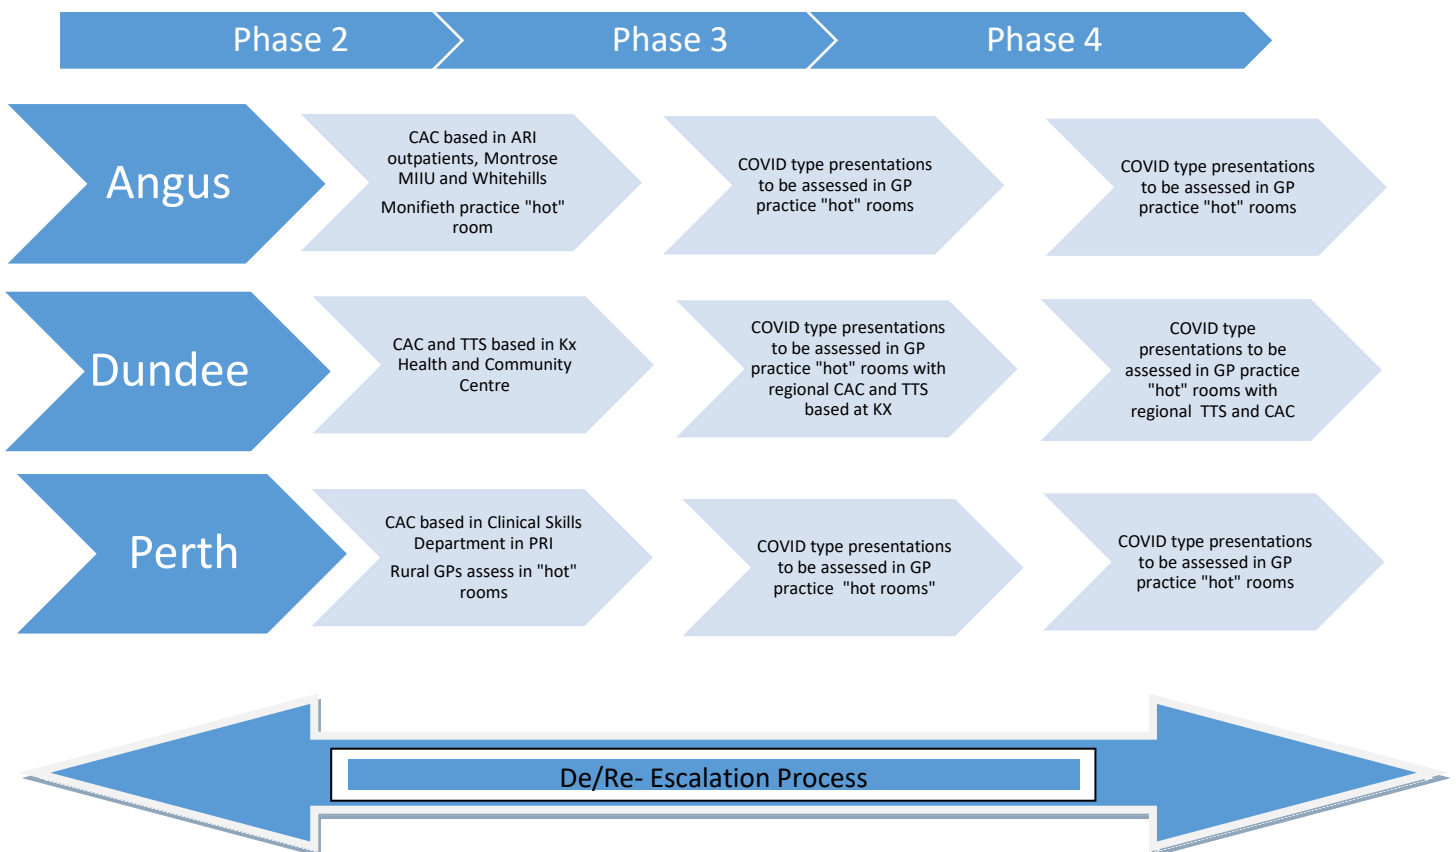 Phase 2
Phase 3
Phase 4
Angus
CAC based in ARI
outpatients, Montrose
MIIU and Whitehills
Monifieth practice "hot"
room
COVID type presentations
to be assessed in GP
practice "hot" rooms
COVID type presentations
to be assessed in GP
practice "hot" rooms
Dundee
CAC and TTS based in Kx
Health and Community
Centre
COVID type presentations
to be assessed in GP
practice "hot" rooms with
regional CAC and TTS
based at KX
COVID type
presentations to be
assessed in GP practice
"hot" rooms with
regional  TTS and CAC
Perth
CAC based in Clinical Skills
Department in PRI
Rural GPs assess in "hot"
rooms
COVID type presentations
to be assessed in GP
practice  "hot rooms"
COVID type presentations
to be assessed in GP
practice "hot" rooms
De/Re- Escalation Process